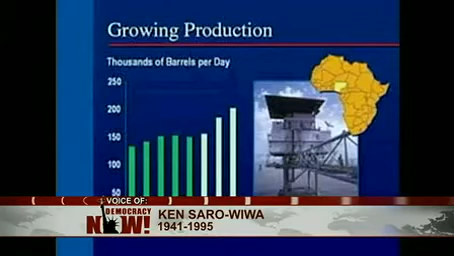 Growing Production
Thousands of Barrels per Day
250
200
150
100
50
VOICE OF:
DEMOCRACY
NOW!
KEN SARO-WIWA
1941-1995